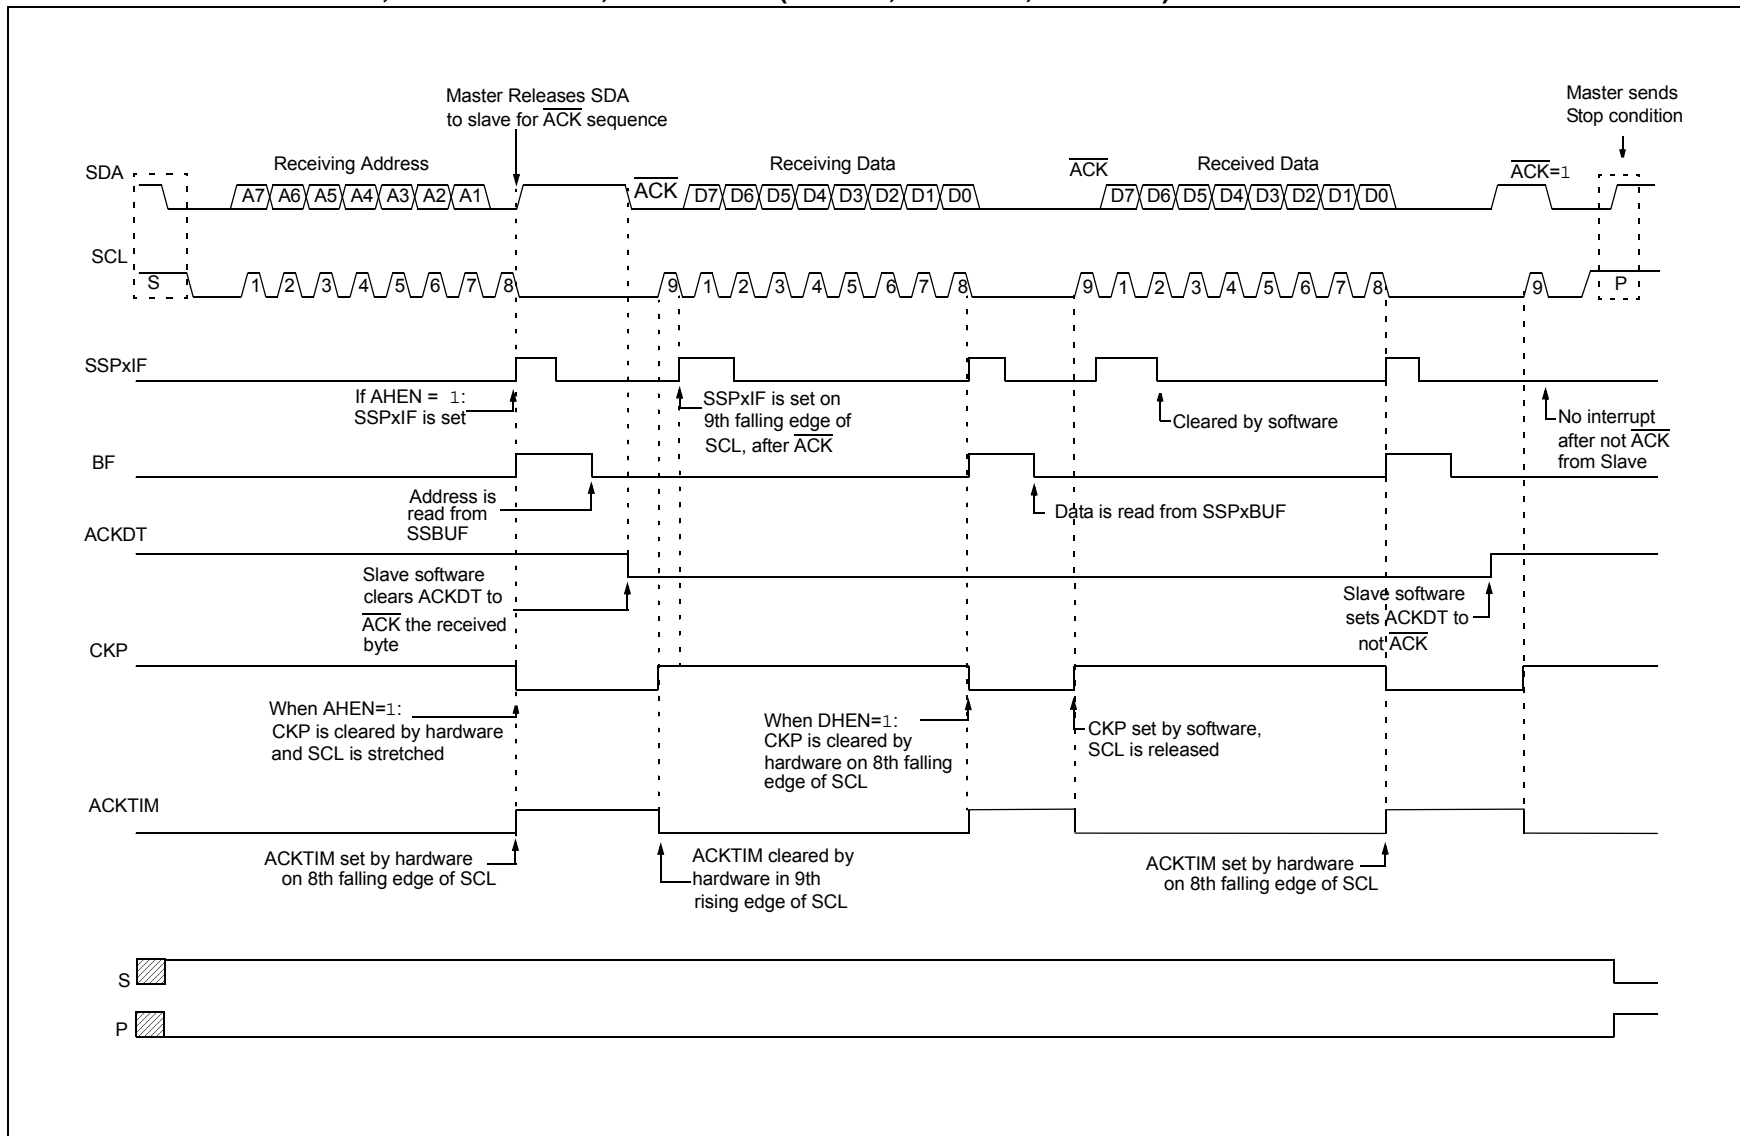 Master Releases SDA
to slave for ACK sequence
Master sends
Stop condition
SDA
Receiving Address
Receiving Data
ACK
Received Data
ACK=1
A7 A6 A5 A4 A3 A2 A1
ACK
D7 D6 D5 D4 D3 D2 D1 D0
D7 D6 D5 D4 D3 D2 D1 D0
SCL
S 1 2 3 4 5 6 7 8 9 1 2 3 4 5 6 7 8 9 1 2 3 4 5 6 7 8 9 P
SSPxIF
If AHEN = 1:
SSPxIF is set
SSPxIF is set on
9th falling edge of
SCL, after ACK
Cleared by software
No interrupt
after not ACK
from Slave
BF
Address is
read from
SSBUF
Data is read from SSPxBUF
ACKDT
Slave software
clears ACKDT to
ACK the received
byte
Slave software
sets ACKDT to
not ACK
CKP
When AHEN=1:
CKP is cleared by hardware
and SCL is stretched
When DHEN=1:
CKP is cleared by
hardware on 8th falling
edge of SCL
CKP set by software,
SCL is released
ACKTIM
ACKTIM set by hardware
on 8th falling edge of SCL
ACKTIM cleared by
hardware in 9th
rising edge of SCL
ACKTIM set by hardware
on 8th falling edge of SCL
S
P